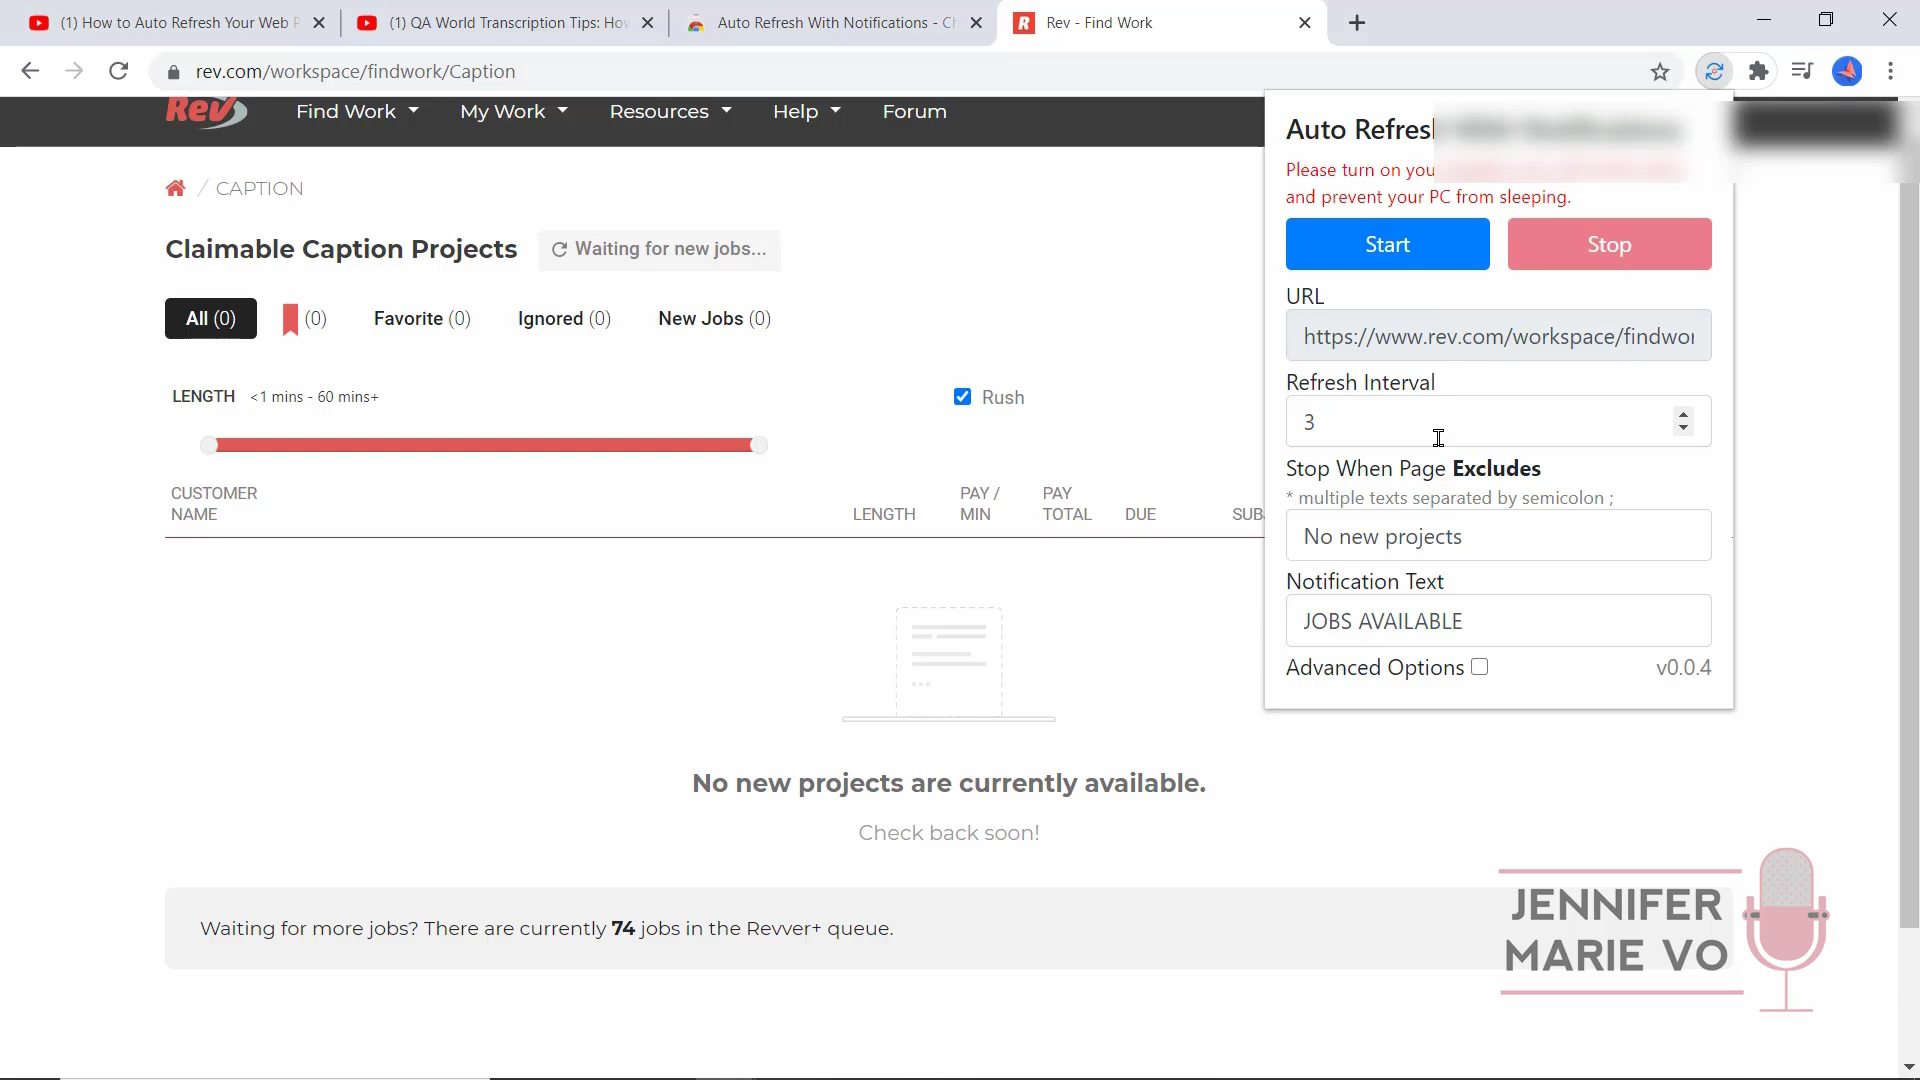 (1) How to Auto Refresh Your Web P
(1) QA World Transcription Tips: Hov
Auto Refresh With Notifications - Ch
Rev - Find Work
rev.com/workspace/findwork/Caption
Rev
Find Work
My Work
Resources
Help
Forum
/ CAPTION
Claimable Caption Projects
Waiting for new jobs...
All (0)
(0)
Favorite (0)
Ignored (0)
New Jobs (0)
LENGTH <1 mins - 60 mins+
Rush
CUSTOMER
NAME
LENGTH
PAY /
MIN
PAY
TOTAL
DUE
SUB
No new projects are currently available.
Check back soon!
Waiting for more jobs? There are currently 74 jobs in the Revver+ queue.
Auto Refresh
Please turn on you
and prevent your PC from sleeping.
Start
Stop
URL
https://www.rev.com/workspace/findwor
Refresh Interval
3
Stop When Page Excludes
* multiple texts separated by semicolon ;
No new projects
Notification Text
JOBS AVAILABLE
Advanced Options
v0.0.4
JENNIFER
MARIE VO